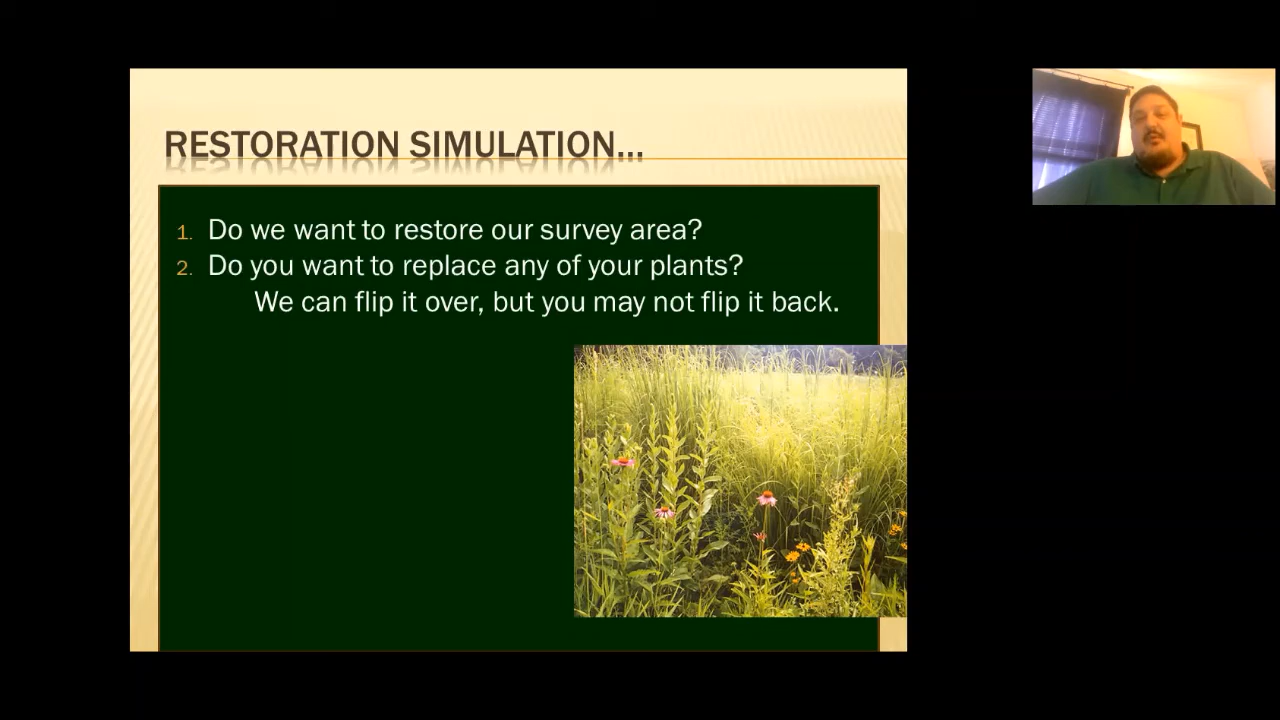 RESTORATION SIMULATION...
1. Do we want to restore our survey area?
2. Do you want to replace any of your plants?
We can flip it over, but you may not flip it back.